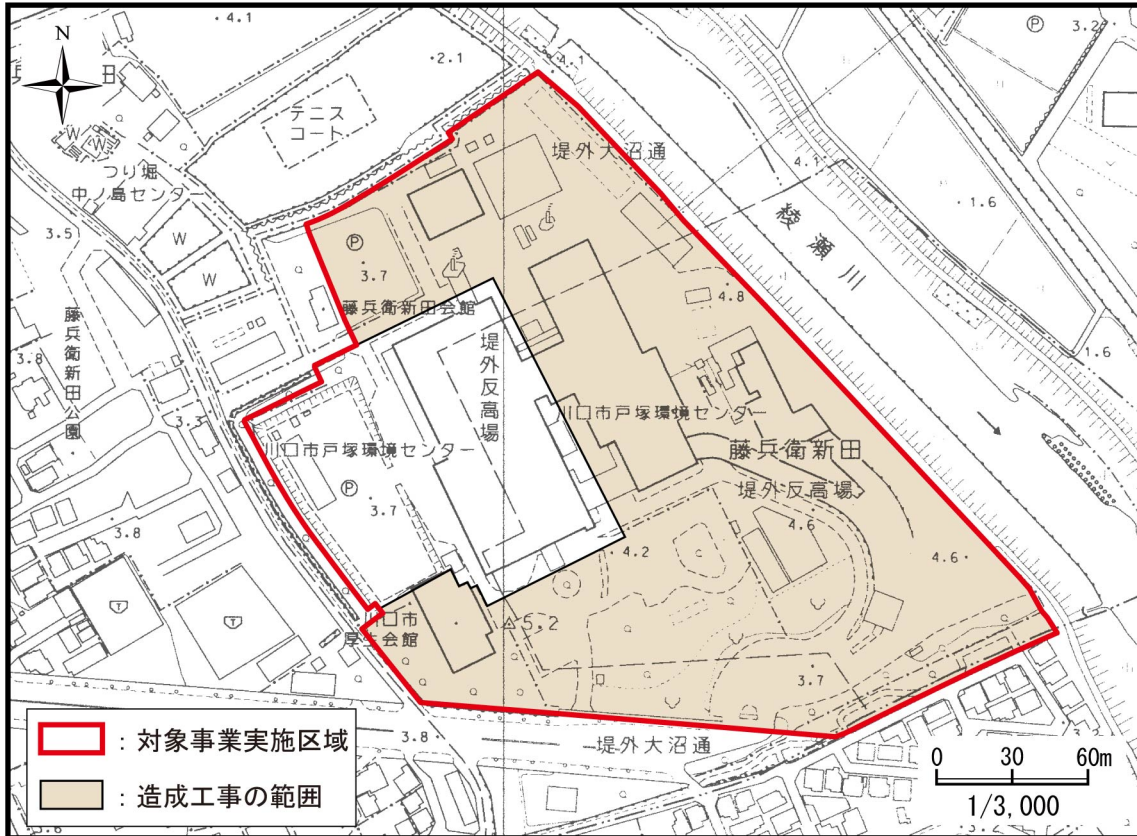 N
4.1
2.1
4.1
3.2
P
テニス
コート
W
W
つり堀
中ノ島センター
堤外大沼通
4.1
1.6
綾瀬川
3.5
W
W
P
3.7
4.8
藤兵衛新田会館
藤兵衛新田公園
3.8
堤外反高場
1.6
3.3
川口市戸塚環境センター
川口市戸塚環境センター
藤兵衛新田
堤外反高場
P
3.7
4.6
3.8
4.2
4.6
T
T
川口市
厚生会館
5.2
3.7
3.8
堤外大沼通
：対象事業実施区域
：造成工事の範囲
0 30 60m
1/3,000